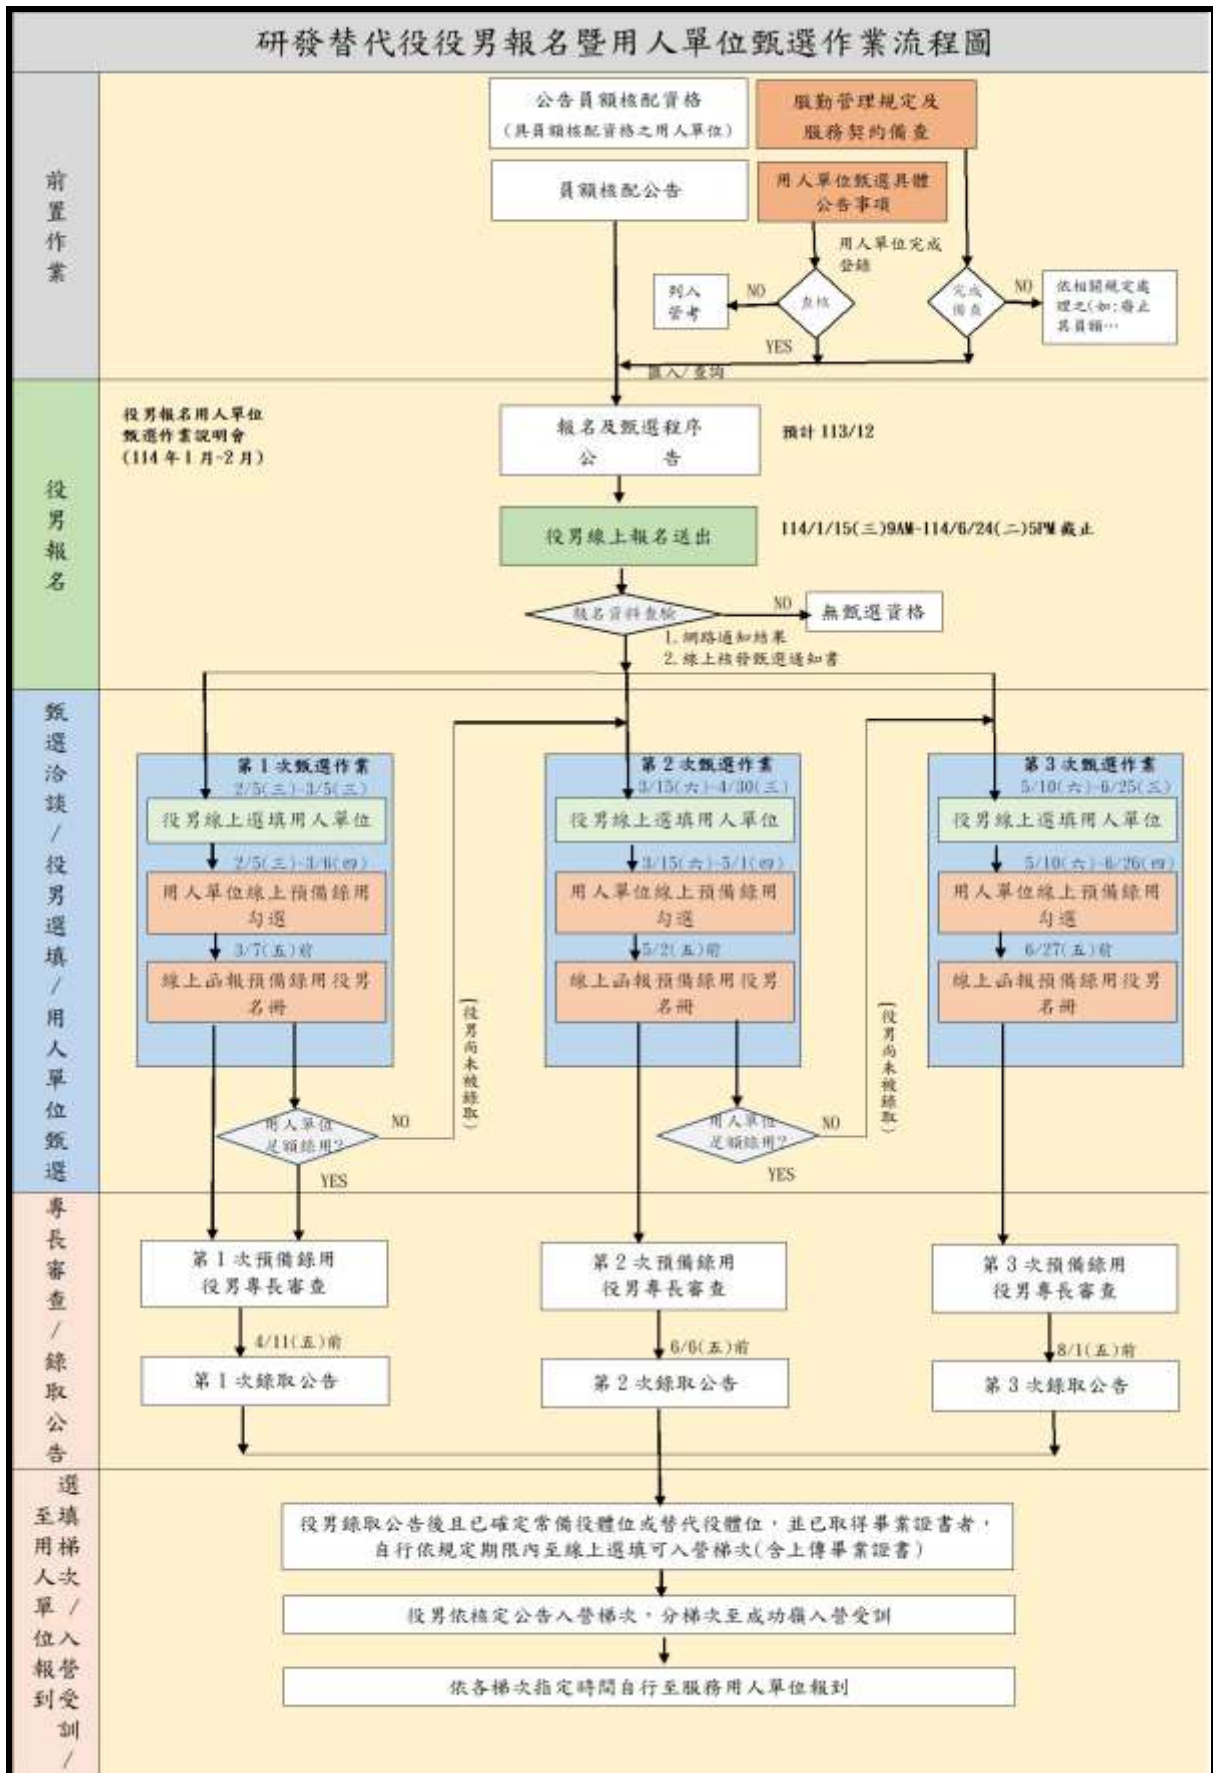 研發替代役役男報名暨用人單位甄選作業流程圖
前置作業
公告員額核配資格
(具員額核配資格之用人單位)
服勤管理規定及
服務契約備查
員額核配公告
用人單位甄選具體
公告事項
用人單位完成
登錄
列入
管考
NO
查核
完成
備查
NO
依相關規定處
理之(如:廢止
其員額…
YES
匯入/查詢
役男報名
役男報名用人單位
甄選作業說明會
(114 年 1 月-2 月)
報名及甄選程序
公 告
預計 113/12
役男線上報名送出
114/1/15(三)9AM-114/6/24(二)5PM 截止
報名資料查驗
NO
無甄選資格
1. 網路通知結果
2. 線上核發甄選通知書
甄選洽談/役男選填/用人單位甄選
第 1 次甄選作業
2/5(三)-3/5(三)
役男線上選填用人單位
2/5(三)-3/6(四)
用人單位線上預備錄用
勾選
3/7(五)前
線上函報預備錄用役男
名冊
用人單位
足額錄用?
NO
YES
(役男尚未被錄取)
第 2 次甄選作業
3/15(六)-4/30(三)
役男線上選填用人單位
3/15(六)-5/1(四)
用人單位線上預備錄用
勾選
5/2(五)前
線上函報預備錄用役男
名冊
用人單位
足額錄用?
NO
YES
(役男尚未被錄取)
第 3 次甄選作業
5/10(六)-6/25(三)
役男線上選填用人單位
5/10(六)-6/26(四)
用人單位線上預備錄用
勾選
6/27(五)前
線上函報預備錄用役男
名冊
專長審查/錄取公告
第 1 次預備錄用
役男專長審查
4/11(五)前
第 1 次錄取公告
第 2 次預備錄用
役男專長審查
6/6(五)前
第 2 次錄取公告
第 3 次預備錄用
役男專長審查
8/1(五)前
第 3 次錄取公告
選填梯次/入營受訓/
至用人單位報到
役男錄取公告後且已確定常備役體位或替代役體位，並已取得畢業證書者，
自行依規定期限內至線上選填可入營梯次(含上傳畢業證書)
役男依核定公告入營梯次，分梯次至成功嶺入營受訓
依各梯次指定時間自行至服務用人單位報到